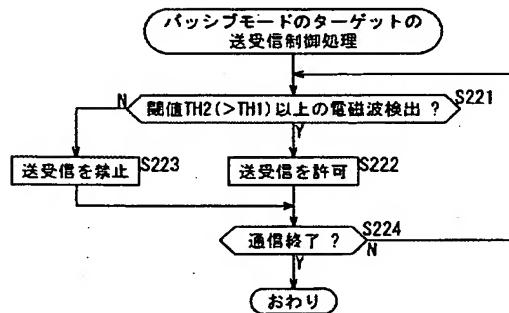 パッシブモードのターゲットの
送受信制御処理
閾値TH2(>TH1)以上の電磁波検出 ?
S221
N
Y
送受信を禁止
S223
送受信を許可
S222
通信終了 ?
S224
N
Y
おわり